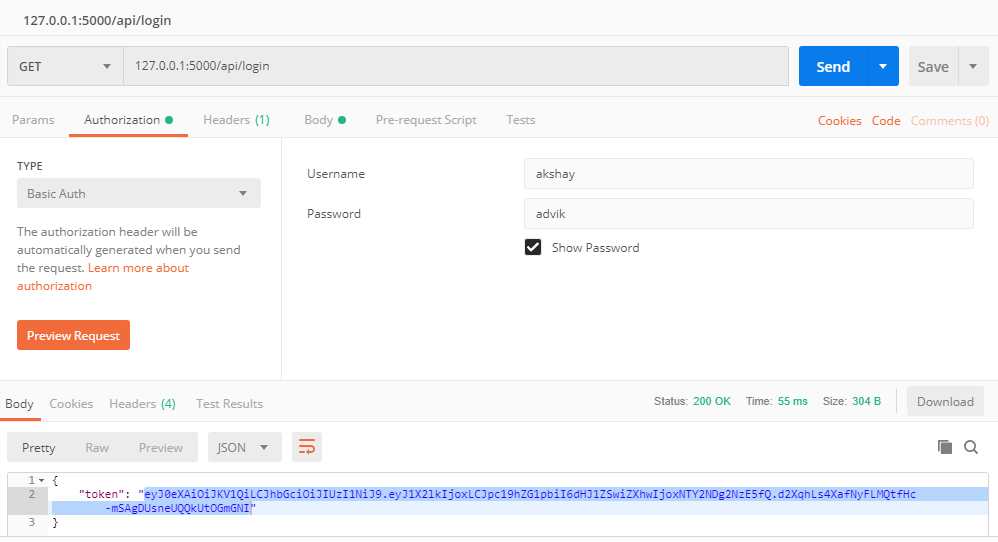 127.0.0.1:5000/api/login
GET 127.0.0.1:5000/api/login Send Save
Params Authorization Headers (1) Body Pre-request Script Tests Cookies Code Comments (0)
TYPE
Basic Auth
The authorization header will be
automatically generated when you send
the request. Learn more about
authorization
Preview Request
Username akshay
Password advik
Show Password
Body Cookies Headers (4) Test Results Status: 200 OK Time: 55 ms Size: 304 B Download
Pretty Raw Preview JSON
1 {
2 "token": "eyJ0eXAiOiJKV1QiLCJhbGciOiJIUzI1NiJ9.eyJ1X2lkIjoxLCJpc19hZG1pbiI6dHJ1ZSwiZXhwIjoxNTY2NDg2NzE5fQ.d2XqhLs4XafNyFLMQtfHc
-mSAgDUsneUQQkUtOGmGNI"
3 }